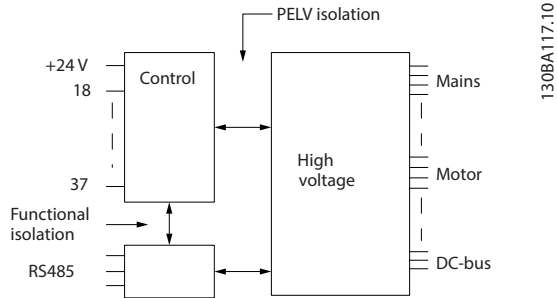 PELV isolation
130BA117.10
+24 V
Control
18
Mains
High
voltage
Motor
37
Functional
isolation
RS485
DC-bus